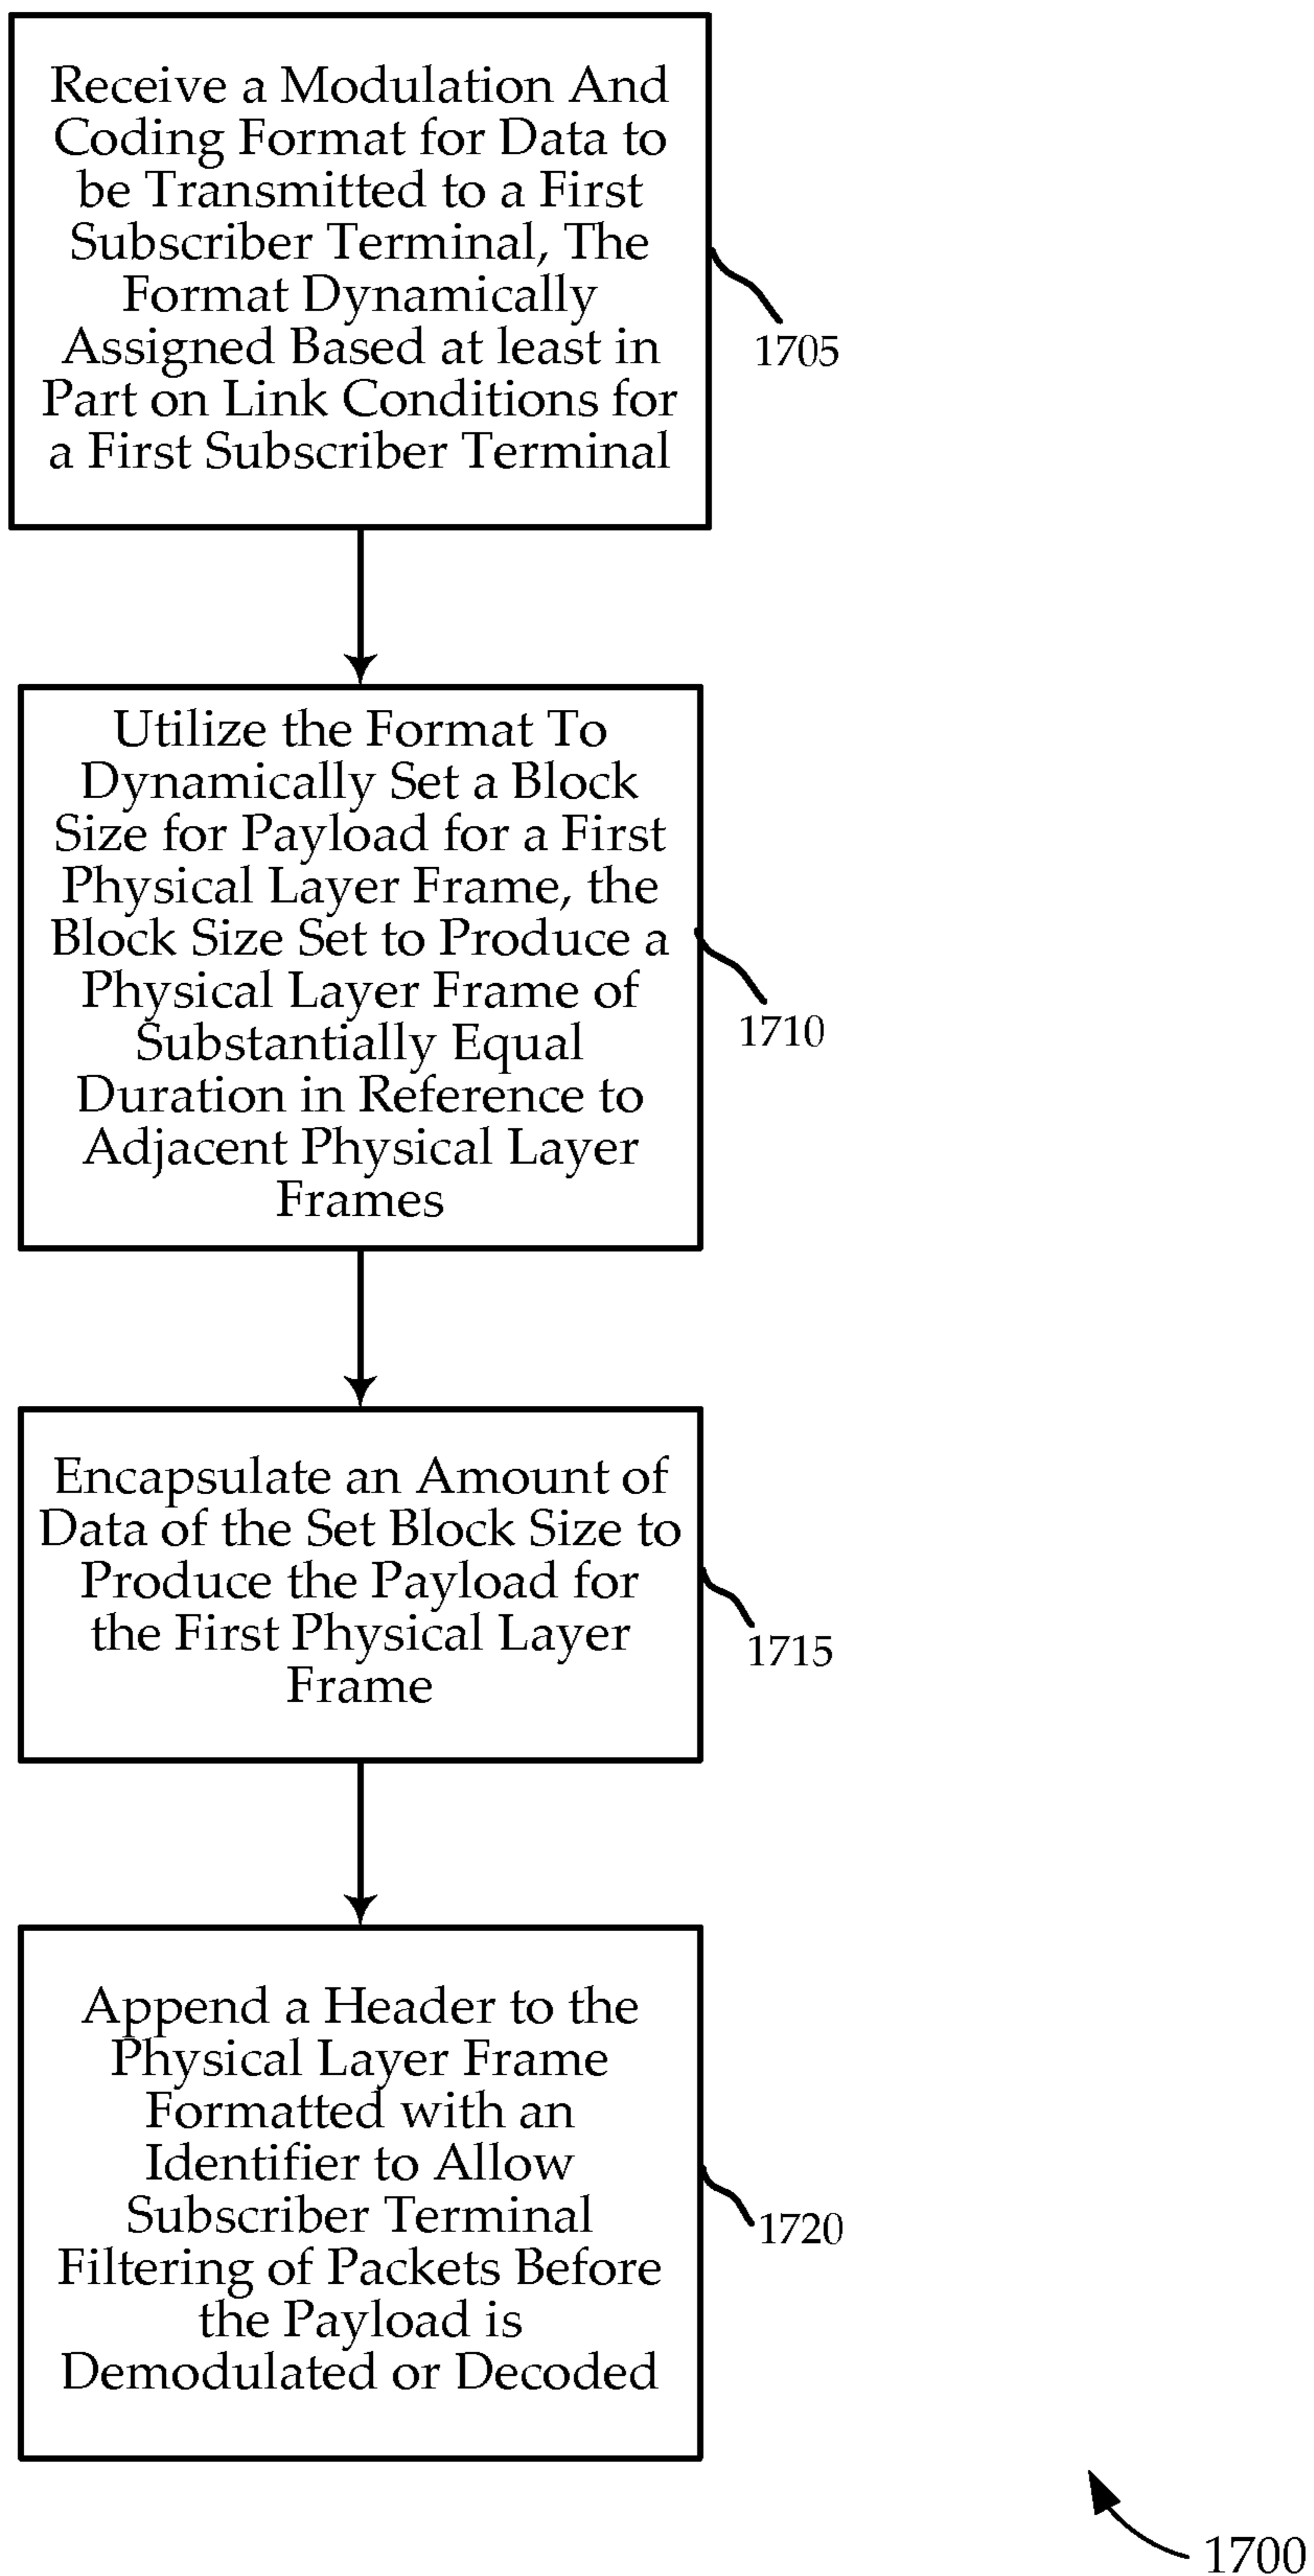 Receive a Modulation And
Coding Format for Data to
be Transmitted to a First
Subscriber Terminal, The
Format Dynamically
Assigned Based at least in
Part on Link Conditions for
a First Subscriber Terminal
1705
Utilize the Format To
Dynamically Set a Block
Size for Payload for a First
Physical Layer Frame, the
Block Size Set to Produce a
Physical Layer Frame of
Substantially Equal
Duration in Reference to
Adjacent Physical Layer
Frames
1710
Encapsulate an Amount of
Data of the Set Block Size to
Produce the Payload for
the First Physical Layer
Frame
1715
Append a Header to the
Physical Layer Frame
Formatted with an
Identifier to Allow
Subscriber Terminal
Filtering of Packets Before
the Payload is
Demodulated or Decoded
1720
1700